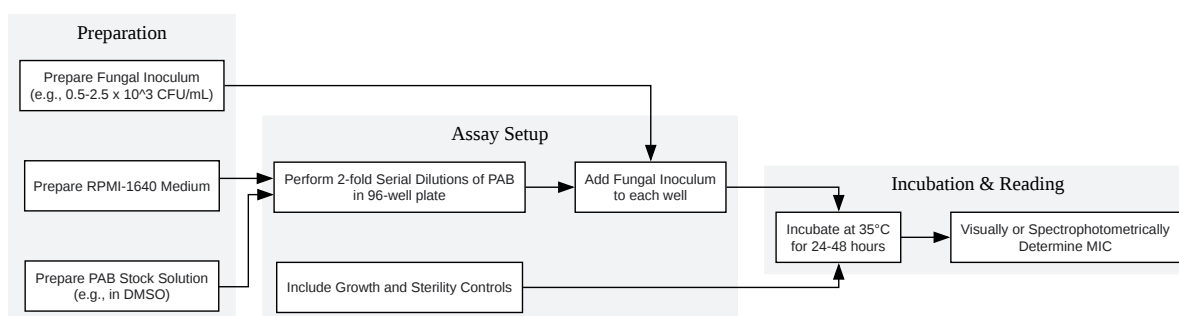 Preparation
Prepare Fungal Inoculum
(e.g., 0.5-2.5 x 10^3 CFU/mL)
Prepare RPMI-1640 Medium
Prepare PAB Stock Solution
(e.g., in DMSO)
Assay Setup
Perform 2-fold Serial Dilutions of PAB
in 96-well plate
Add Fungal Inoculum
to each well
Include Growth and Sterility Controls
Incubation & Reading
Incubate at 35°C
for 24-48 hours
Visually or Spectrophotometrically
Determine MIC